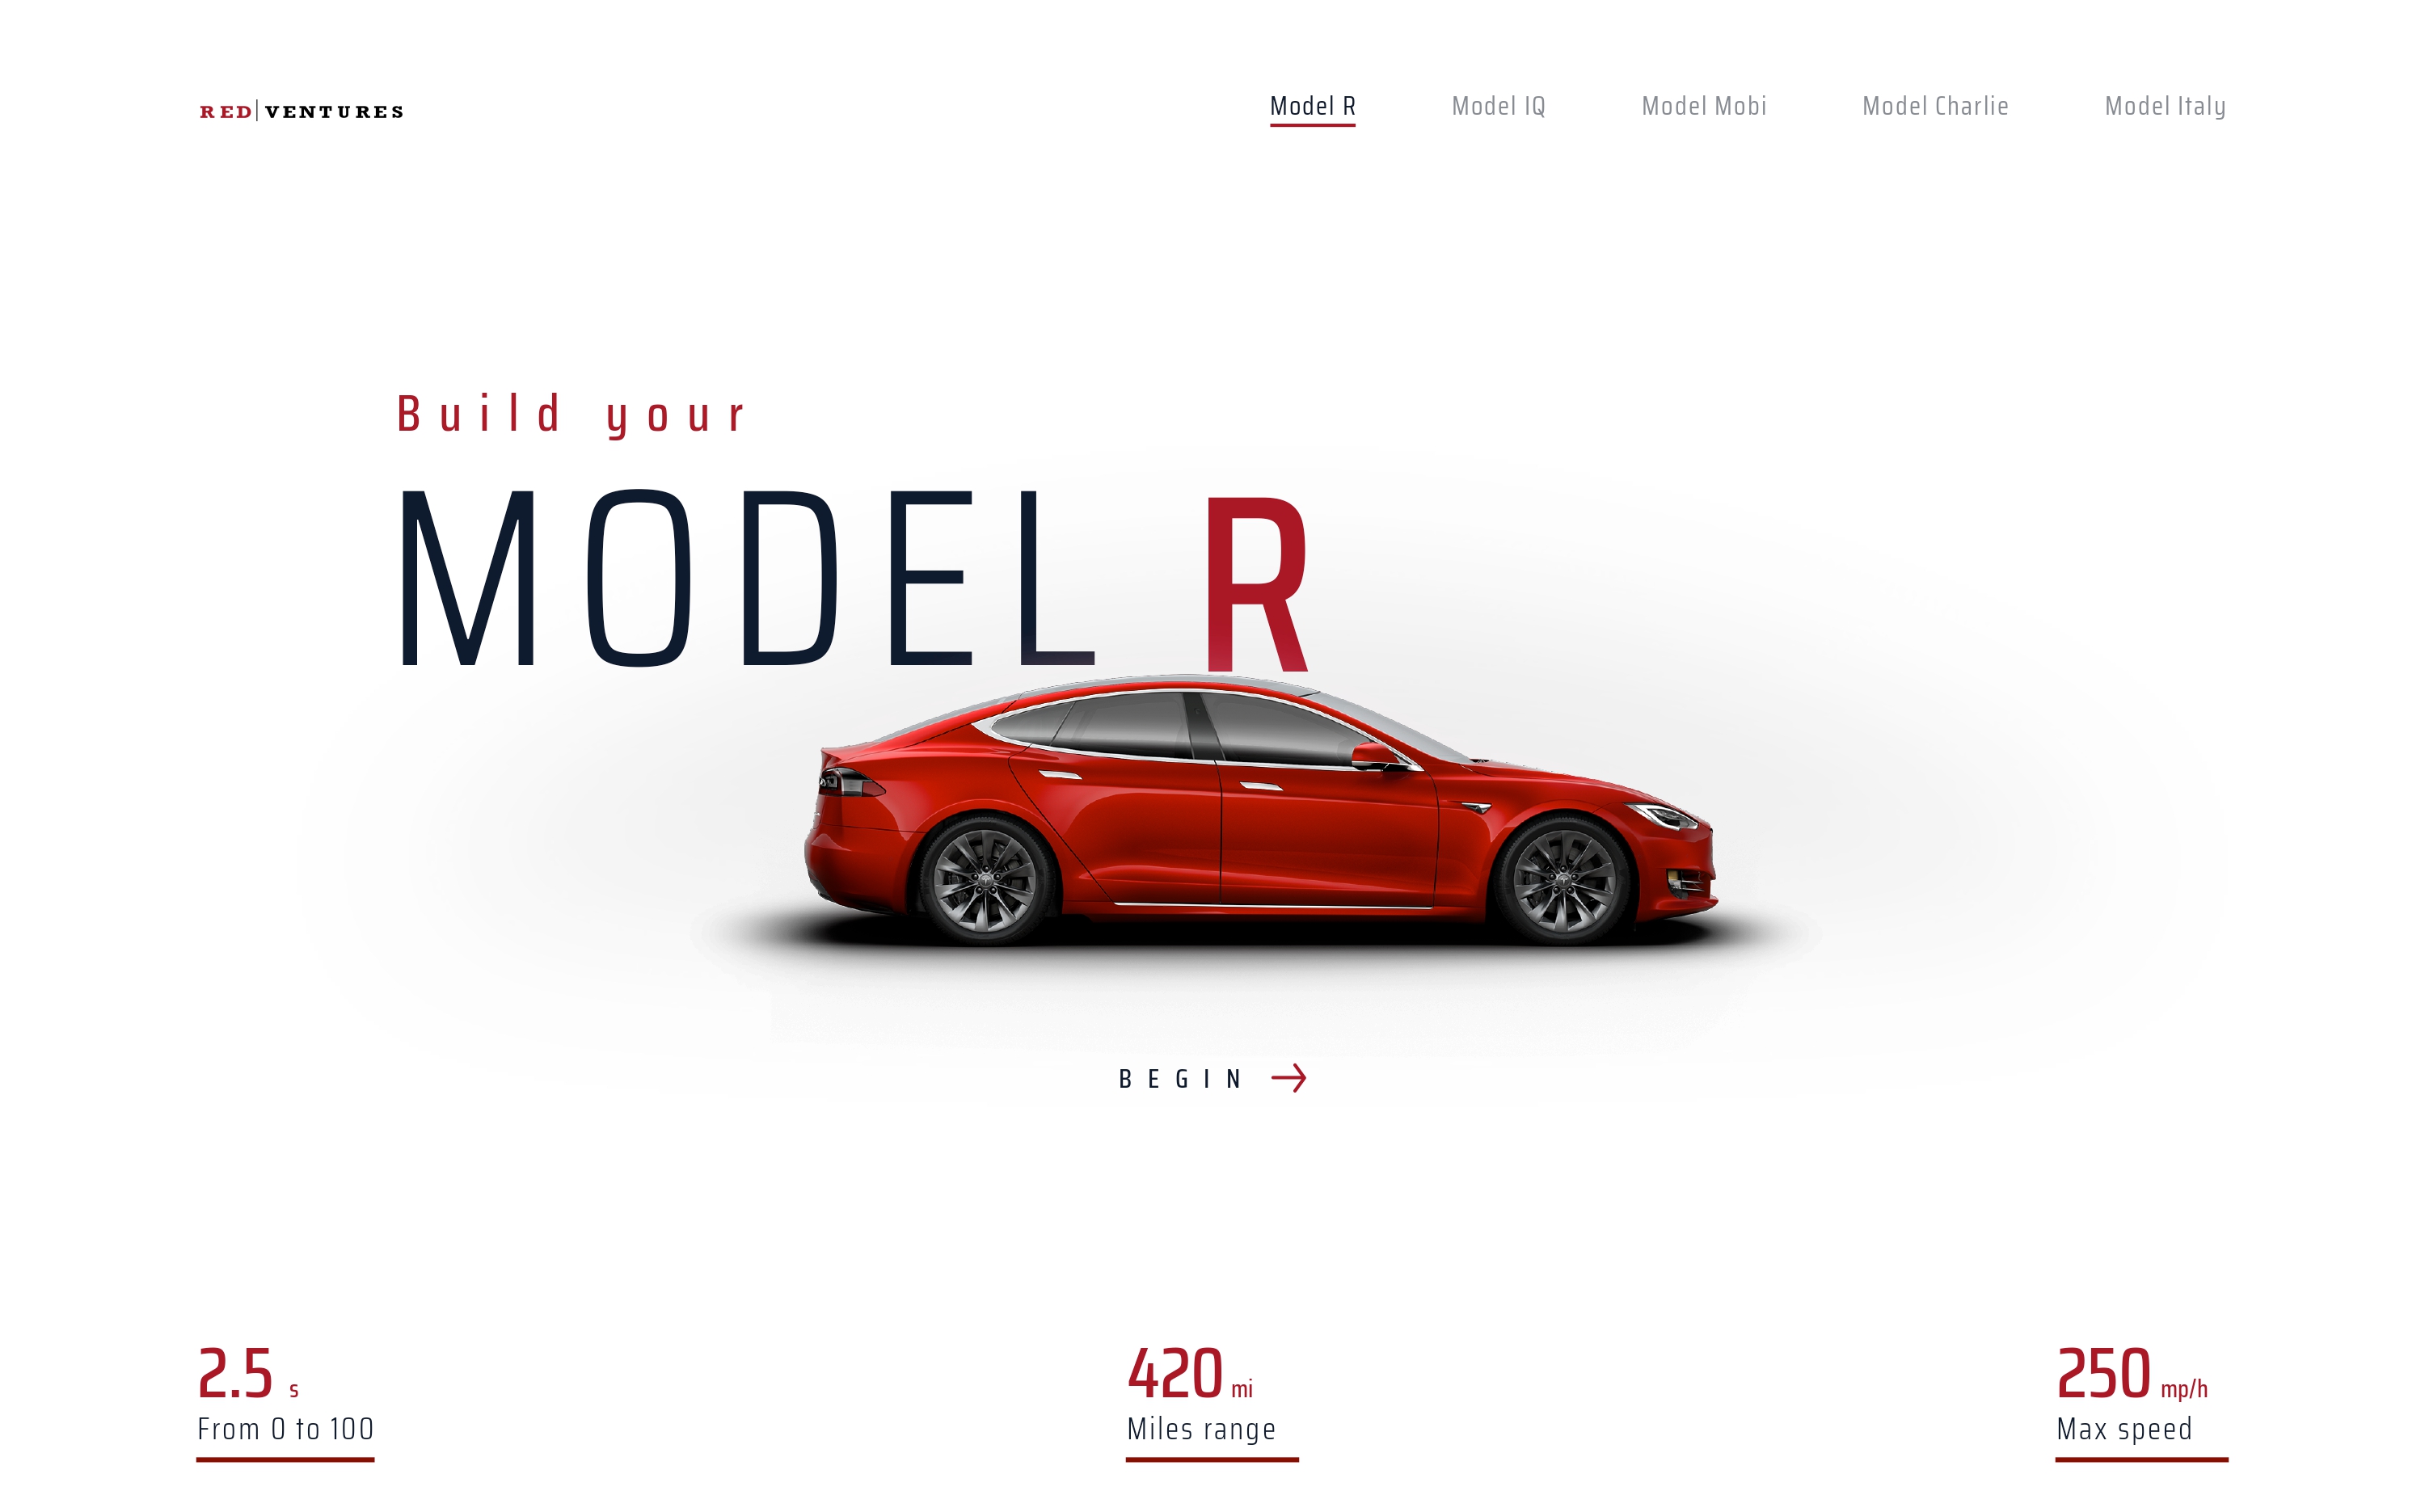 RED|VENTURES
Model R
Model IQ
Model Mobi
Model Charlie
Model Italy
Build your
MODEL R
BEGIN
2.5 s
From 0 to 100
420 mi
Miles range
250 mp/h
Max speed